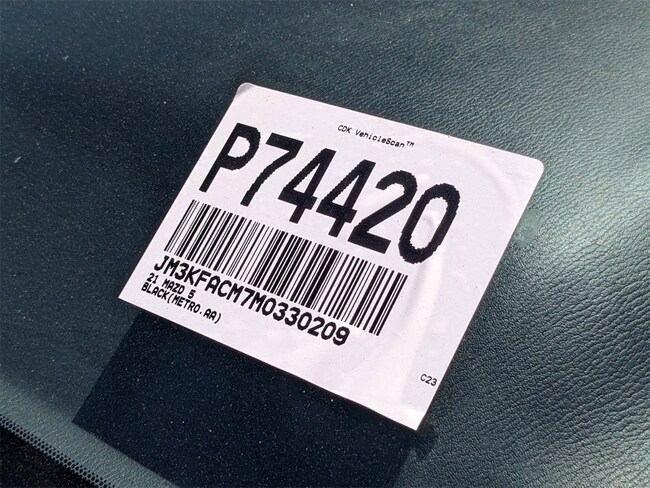 CDK VehicleScan™
P74420
JM3KFACM7M0330209
21 MAZD 5
BLACK(METRO.AA)
C23